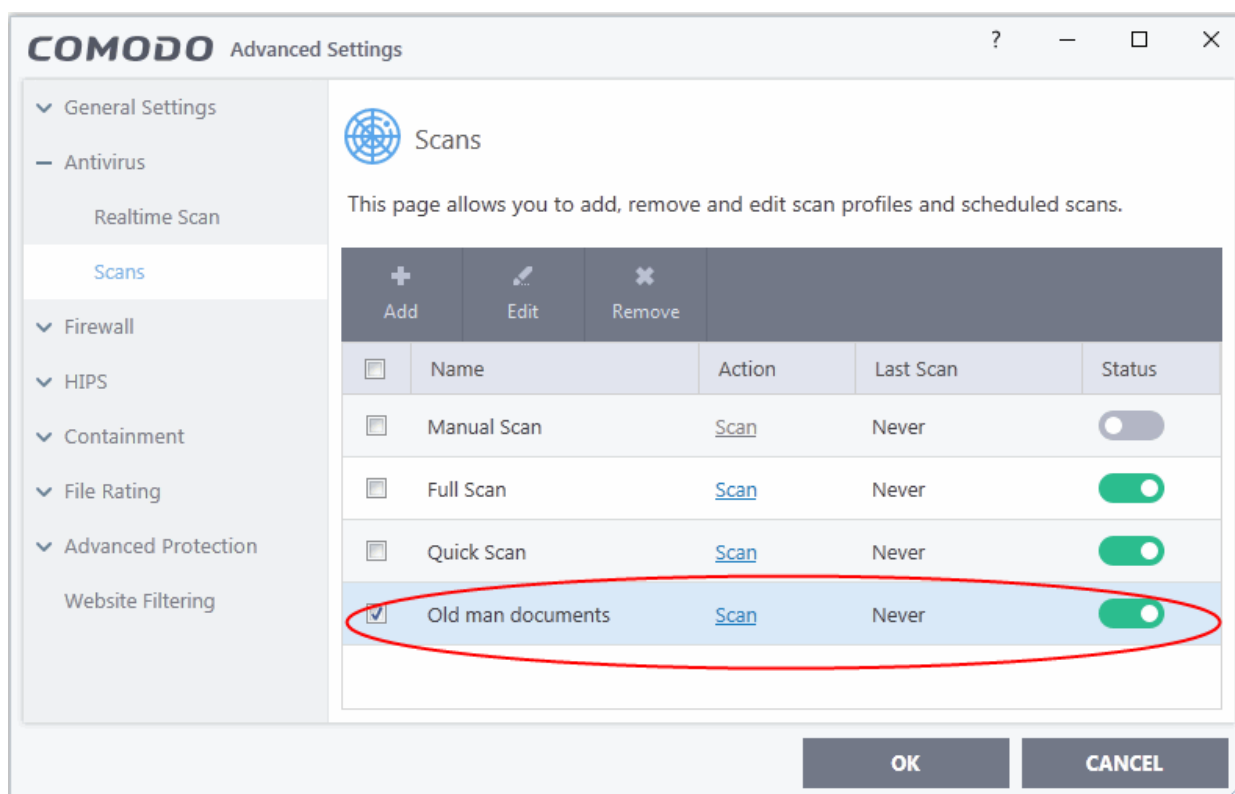 COMODO Advanced Settings ?
General Settings
Antivirus
Realtime Scan
Scans
Firewall
HIPS
Containment
File Rating
Advanced Protection
Website Filtering
Scans
This page allows you to add, remove and edit scan profiles and scheduled scans.
Add Edit Remove
Name Action Last Scan Status
Manual Scan Scan Never
Full Scan Scan Never
Quick Scan Scan Never
Old man documents Scan Never
OK CANCEL